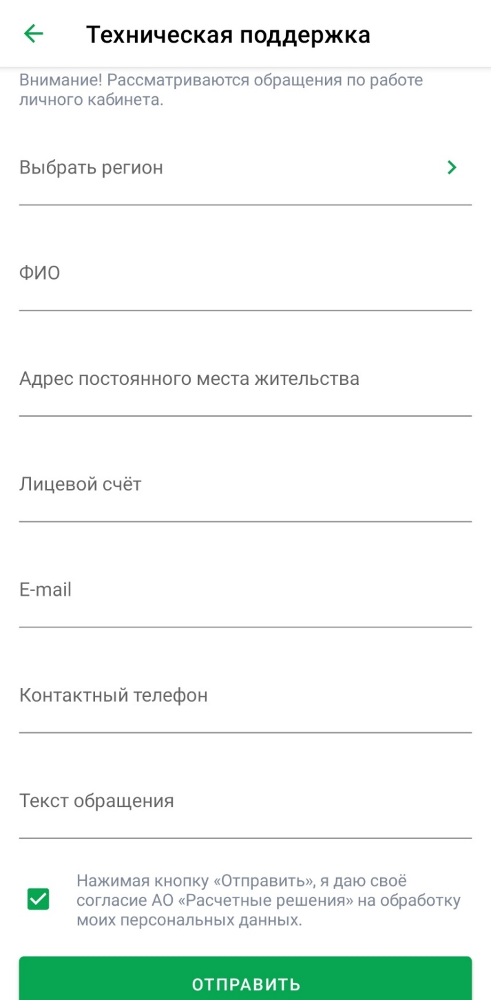 Техническая поддержка
Внимание! Рассматриваются обращения по работе
личного кабинета.
Выбрать регион
ФИО
Адрес постоянного места жительства
Лицевой счёт
E-mail
Контактный телефон
Текст обращения
Нажимая кнопку «Отправить», я даю своё
согласие АО «Расчетные решения» на обработку
моих персональных данных.
ОТПРАВИТЬ